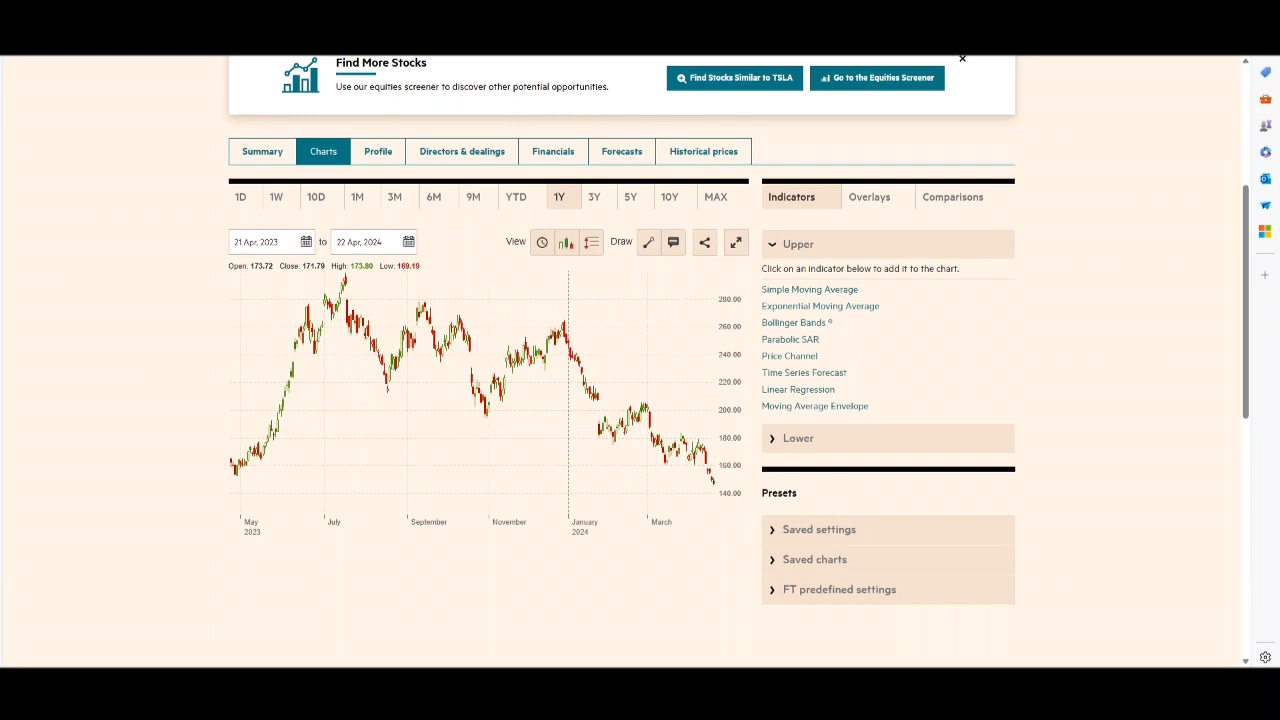 Find More Stocks
Use our equities screener to discover other potential opportunities.
Find Stocks Similar to TSLA
Go to the Equities Screener
Summary
Charts
Profile
Directors & dealings
Financials
Forecasts
Historical prices
1D 1W 10D 1M 3M 6M 9M YTD 1Y 3Y 5Y 10Y MAX
21 Apr, 2023 to 22 Apr, 2024
View
Draw
Open: 173.72 Close: 171.79 High: 173.80 Low: 169.19
280.00
260.00
240.00
220.00
200.00
180.00
160.00
140.00
May July September November January March
2023 2024
Indicators
Overlays
Comparisons
Upper
Click on an indicator below to add it to the chart.
Simple Moving Average
Exponential Moving Average
Bollinger Bands ®
Parabolic SAR
Price Channel
Time Series Forecast
Linear Regression
Moving Average Envelope
Lower
Presets
Saved settings
Saved charts
FT predefined settings